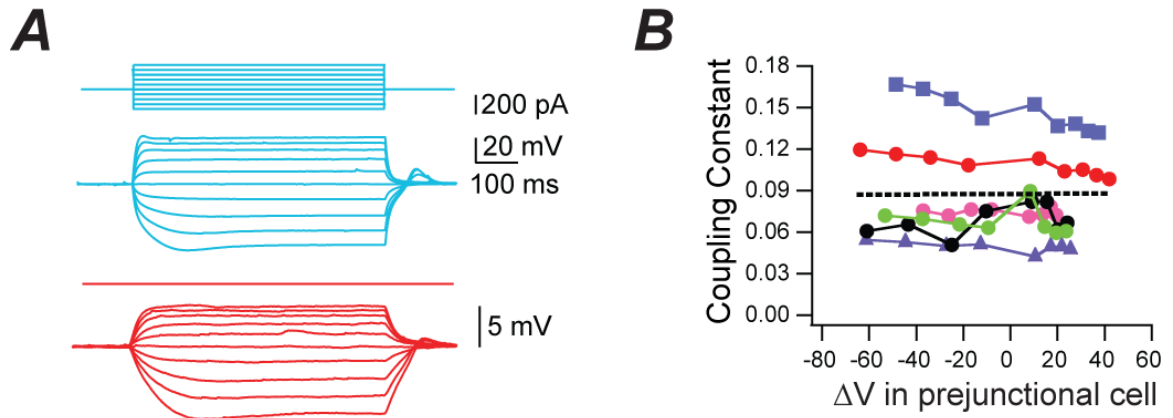 A
200 pA
20 mV
100 ms
5 mV
B
Coupling Constant
0.18
0.15
0.12
0.09
0.06
0.03
0.00
-80 -60 -40 -20 0 20 40 60
ΔV in prejunctional cell